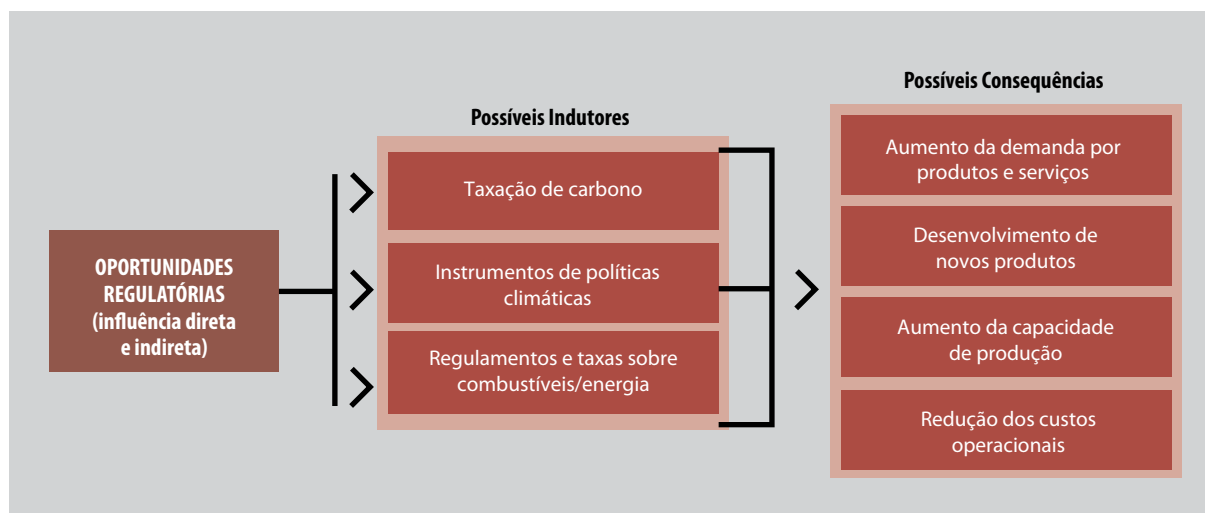 OPORTUNIDADES
REGULATÓRIAS
(influência direta
e indireta)
Possíveis Indutores
Taxação de carbono
Instrumentos de políticas
climáticas
Regulamentos e taxas sobre
combustíveis/energia
Possíveis Consequências
Aumento da demanda por
produtos e serviços
Desenvolvimento de
novos produtos
Aumento da capacidade
de produção
Redução dos custos
operacionais